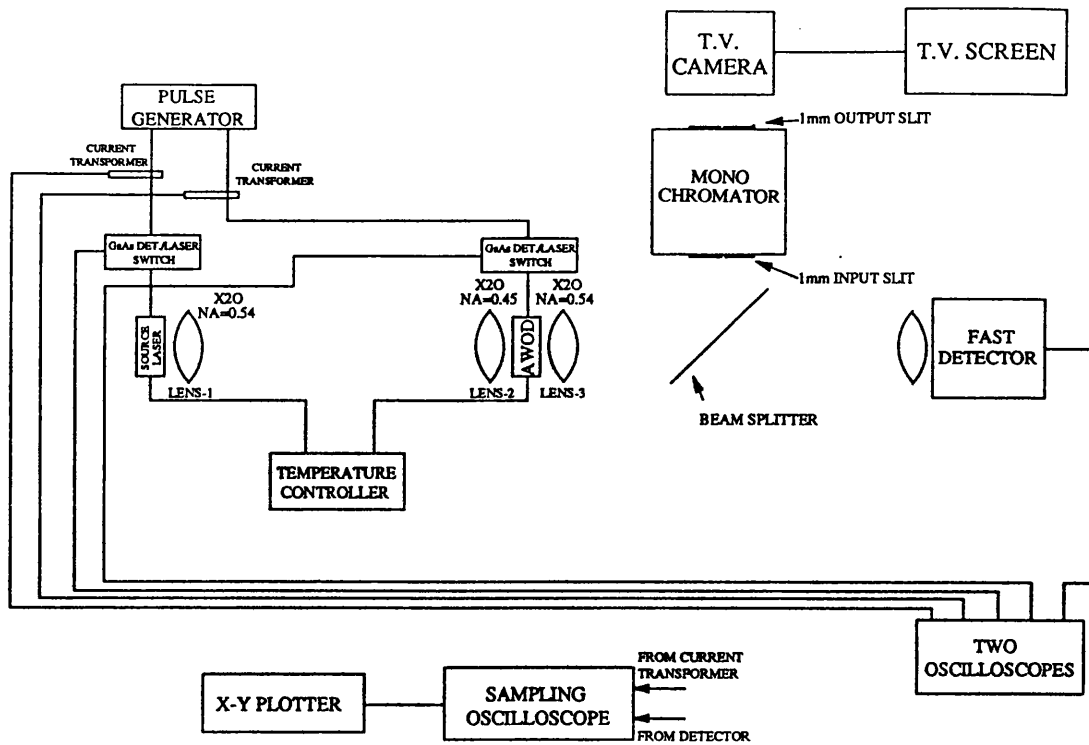 T.V.
CAMERA
T.V. SCREEN
PULSE
GENERATOR
1mm OUTPUT SLIT
CURRENT
TRANSFORMER
CURRENT
TRANSFORMER
MONO
CHROMATOR
GaAs DET./LASER
SWITCH
GaAs DET/LASER
SWITCH
1mm INPUT SLIT
X20
NA=0.54
X20
NA=0.45
X20
NA=0.54
SOURCE
LASER
AWOD
FAST
DETECTOR
LENS-1
LENS-2
LENS-3
BEAM SPLITTER
TEMPERATURE
CONTROLLER
TWO
OSCILLOSCOPES
FROM CURRENT
TRANSFORMER
X-Y PLOTTER
SAMPLING
OSCILLOSCOPE
FROM DETECTOR